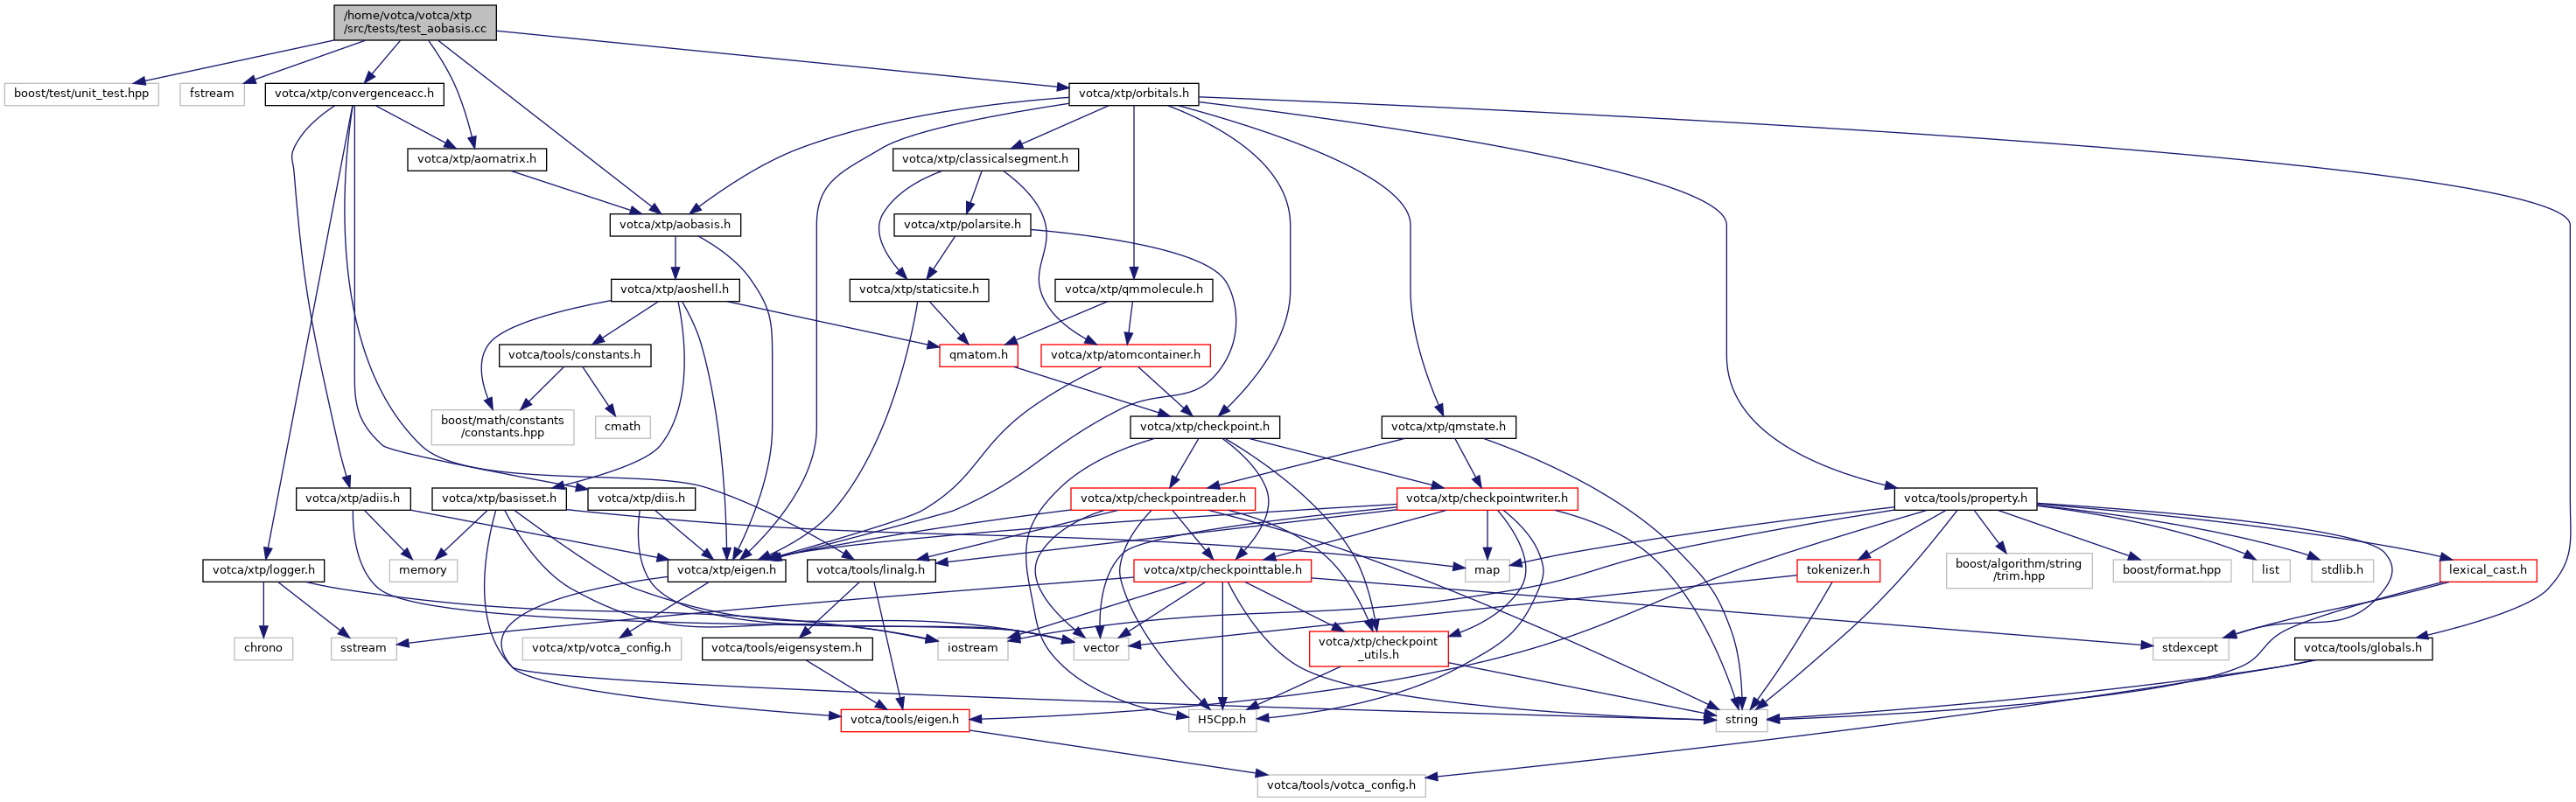 /home/votca/votca/xtp
/src/tests/test_aobasis.cc
boost/test/unit_test.hpp
fstream
votca/xtp/convergenceacc.h
votca/xtp/orbitals.h
votca/xtp/aomatrix.h
votca/xtp/classicalsegment.h
votca/xtp/aobasis.h
votca/xtp/polarsite.h
votca/xtp/aoshell.h
votca/xtp/staticsite.h
votca/xtp/qmmolecule.h
votca/tools/constants.h
qmatom.h
votca/xtp/atomcontainer.h
boost/math/constants
/constants.hpp
cmath
votca/xtp/checkpoint.h
votca/xtp/qmstate.h
votca/xtp/adiis.h
votca/xtp/basisset.h
votca/xtp/diis.h
votca/xtp/checkpointreader.h
votca/xtp/checkpointwriter.h
votca/tools/property.h
votca/xtp/logger.h
memory
votca/xtp/eigen.h
votca/tools/linalg.h
votca/xtp/checkpointtable.h
map
tokenizer.h
boost/algorithm/string
/trim.hpp
boost/format.hpp
list
stdlib.h
lexical_cast.h
chrono
sstream
votca/xtp/votca_config.h
votca/tools/eigensystem.h
iostream
vector
votca/xtp/checkpoint
_utils.h
stdexcept
votca/tools/globals.h
votca/tools/eigen.h
H5Cpp.h
string
votca/tools/votca_config.h